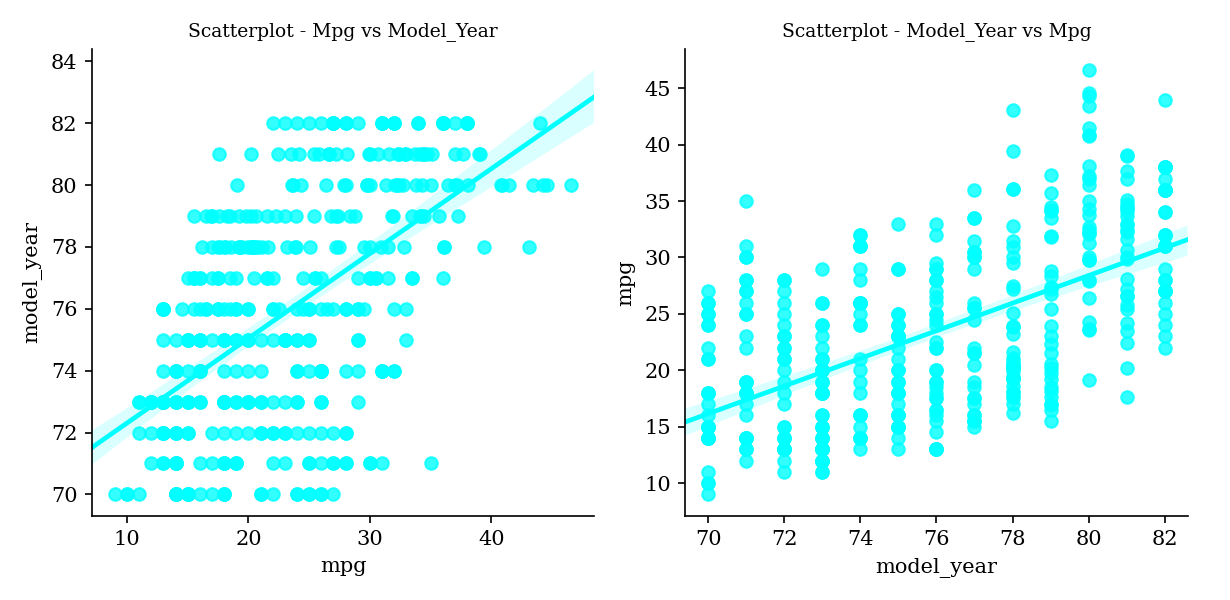 Scatterplot - Mpg vs Model_Year
84
82
80
78
76
74
72
70
model_year
10 20 30 40
mpg
Scatterplot - Model_Year vs Mpg
45
40
35
30
25
20
15
10
mpg
70 72 74 76 78 80 82
model_year